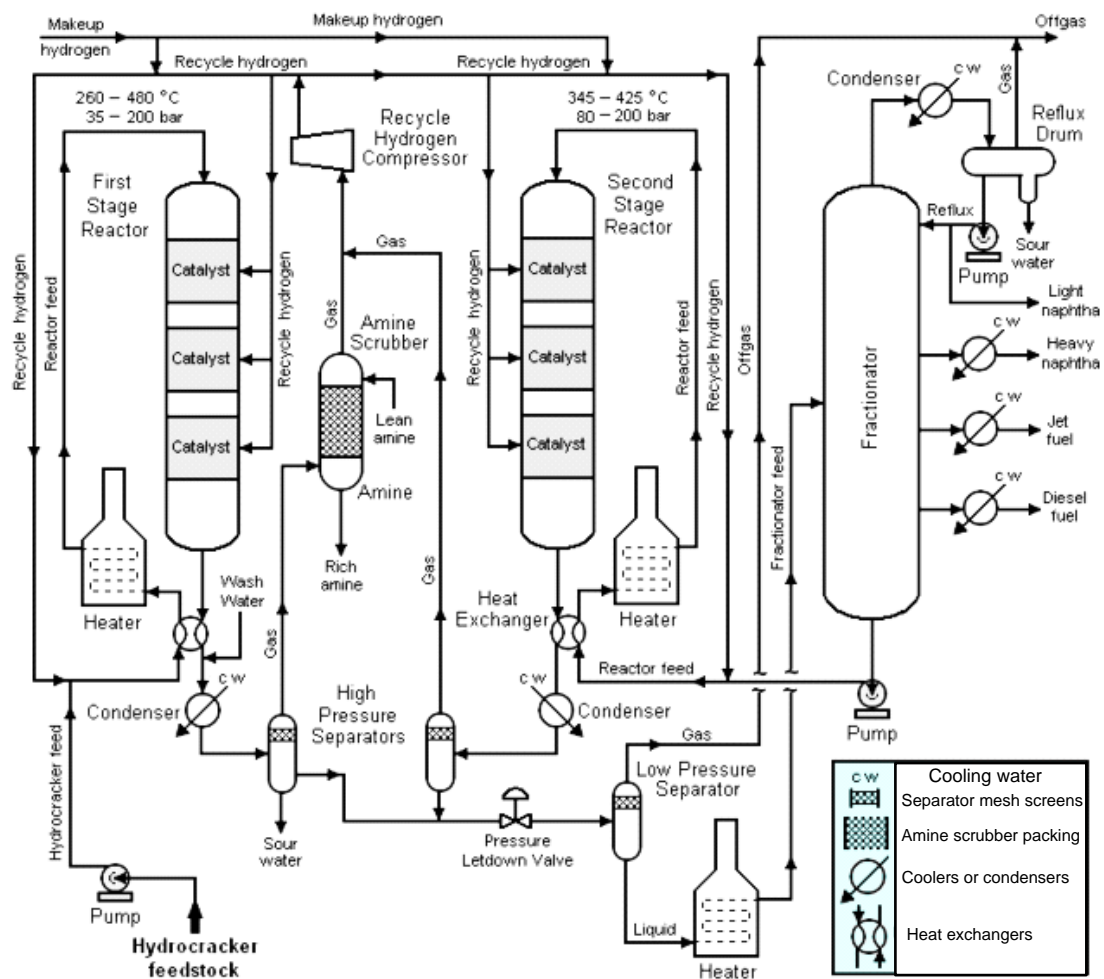 Makeup
hydrogen
Makeup hydrogen
Offgas
Recycle hydrogen
Recycle hydrogen
Condenser
C W
Gas
Reflux
Drum
260 – 480 °C
35 – 200 bar
Recycle
Hydrogen
Compressor
345 – 425 °C
80 – 200 bar
First
Stage
Reactor
Second
Stage
Reactor
Gas
Reflux
Pump
Sour
water
Light
naphtha
Recycle hydrogen
Reactor feed
Catalyst
Catalyst
Catalyst
Recycle hydrogen
Gas
Amine
Scrubber
Lean
amine
Amine
Rich
amine
Gas
Recycle hydrogen
Catalyst
Catalyst
Catalyst
Reactor feed
Recycle hydrogen
Offgas
Fractionator feed
Fractionator
C W
Heavy
naphtha
C W
Jet
fuel
C W
Diesel
fuel
Heater
Wash
Water
Gas
Heat
Exchanger
Heater
Reactor feed
Pump
C W
Condenser
High
Pressure
Separators
C W
Condenser
Gas
Low Pressure
Separator
Hydrocracker feed
Sour
water
Pressure
Letdown Valve
Pump
Hydrocracker
feedstock
Liquid
Heater
C W
Cooling water
Separator mesh screens
Amine scrubber packing
Coolers or condensers
Heat exchangers